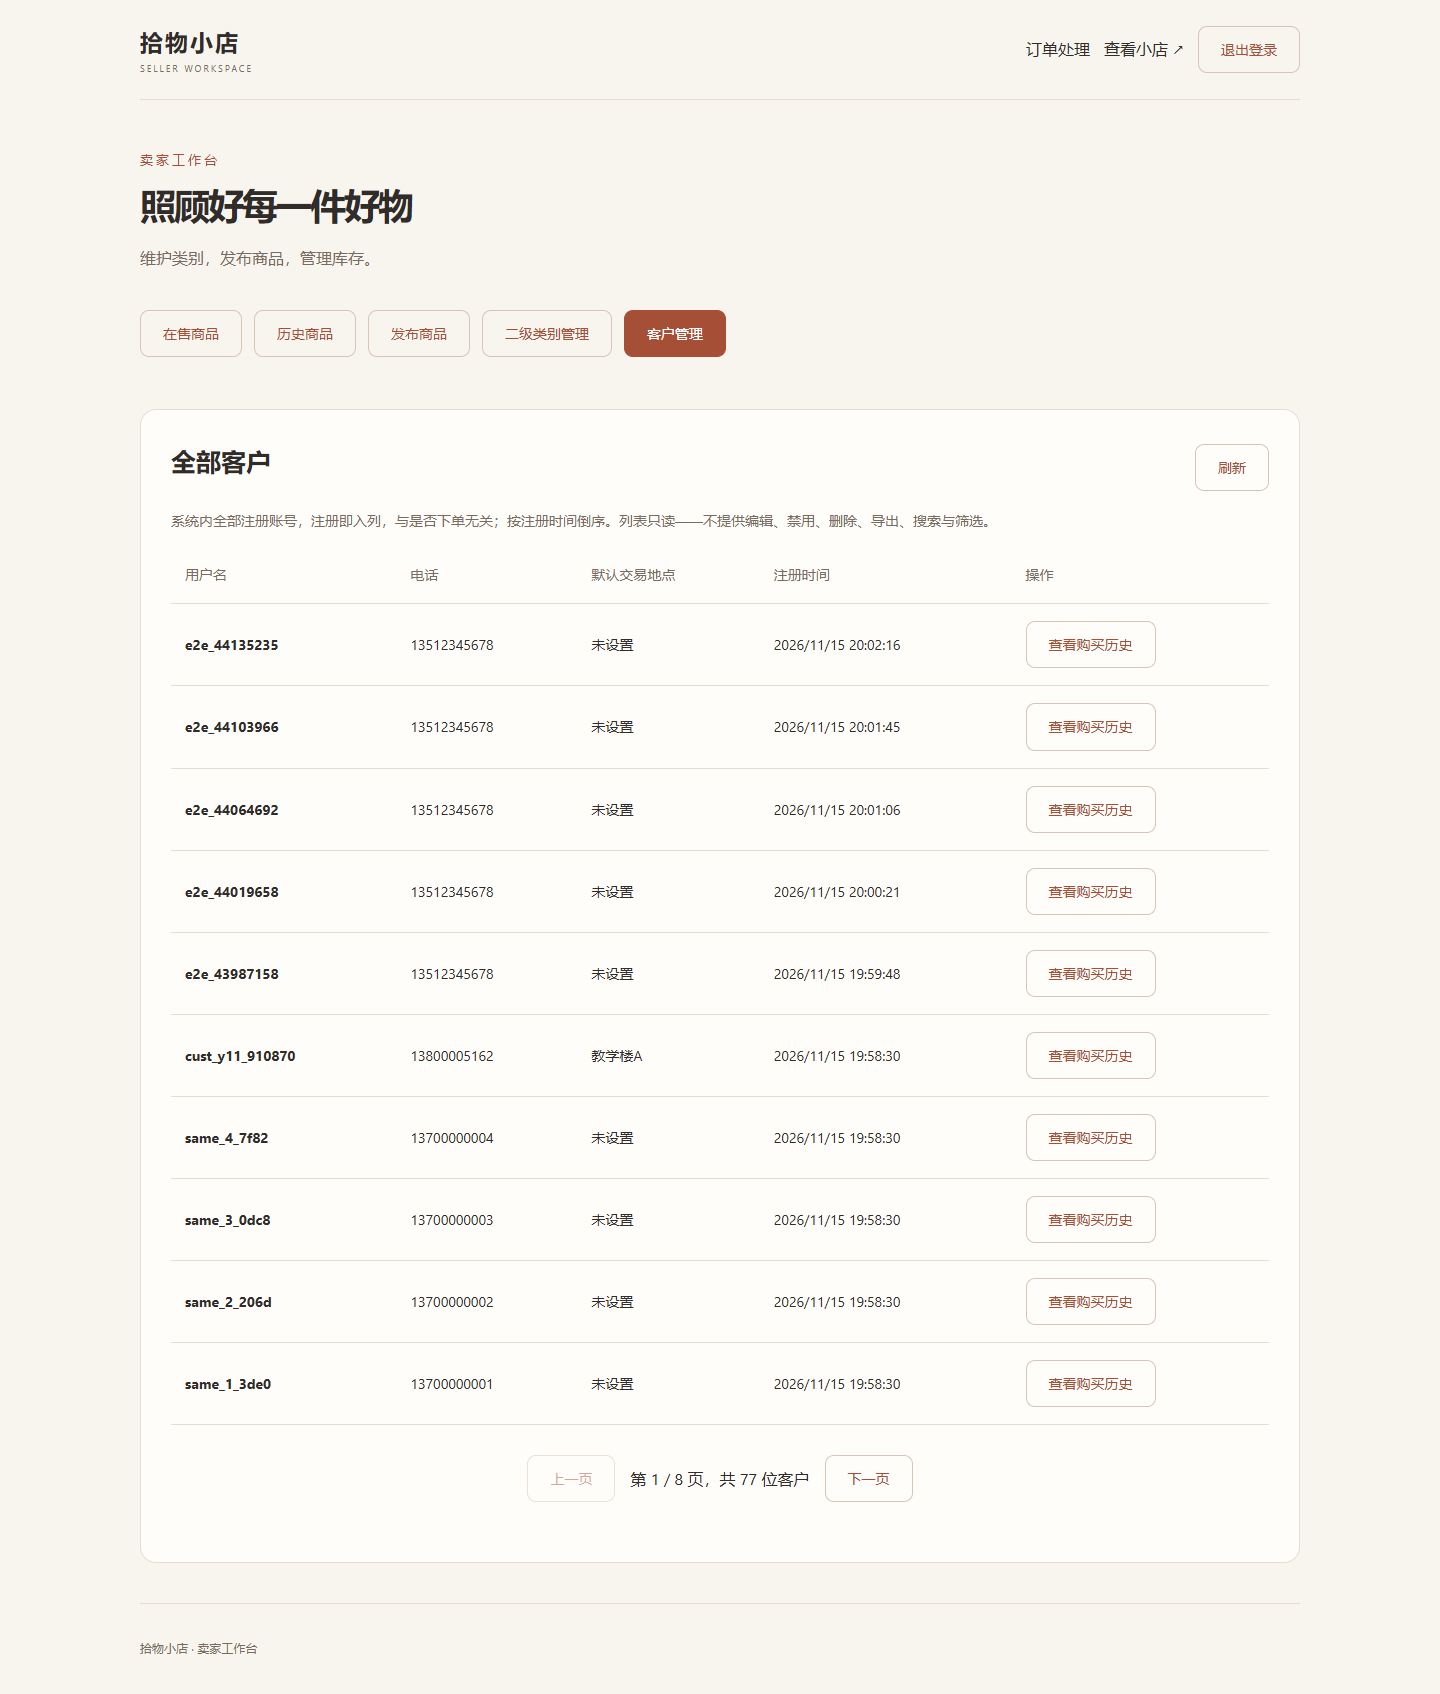 拾物小店
SELLER WORKSPACE
订单处理 查看小店 ↗ 退出登录
卖家工作台
照顾好每一件好物
维护类别，发布商品，管理库存。
在售商品 历史商品 发布商品 二级类别管理 客户管理
全部客户 刷新
系统内全部注册账号，注册即入列，与是否下单无关；按注册时间倒序。列表只读——不提供编辑、禁用、删除、导出、搜索与筛选。
用户名 电话 默认交易地点 注册时间 操作
e2e_44135235 13512345678 未设置 2026/11/15 20:02:16 查看购买历史
e2e_44103966 13512345678 未设置 2026/11/15 20:01:45 查看购买历史
e2e_44064692 13512345678 未设置 2026/11/15 20:01:06 查看购买历史
e2e_44019658 13512345678 未设置 2026/11/15 20:00:21 查看购买历史
e2e_43987158 13512345678 未设置 2026/11/15 19:59:48 查看购买历史
cust_y11_910870 13800005162 教学楼A 2026/11/15 19:58:30 查看购买历史
same_4_7f82 13700000004 未设置 2026/11/15 19:58:30 查看购买历史
same_3_0dc8 13700000003 未设置 2026/11/15 19:58:30 查看购买历史
same_2_206d 13700000002 未设置 2026/11/15 19:58:30 查看购买历史
same_1_3de0 13700000001 未设置 2026/11/15 19:58:30 查看购买历史
上一页 第 1 / 8 页，共 77 位客户 下一页
拾物小店 · 卖家工作台